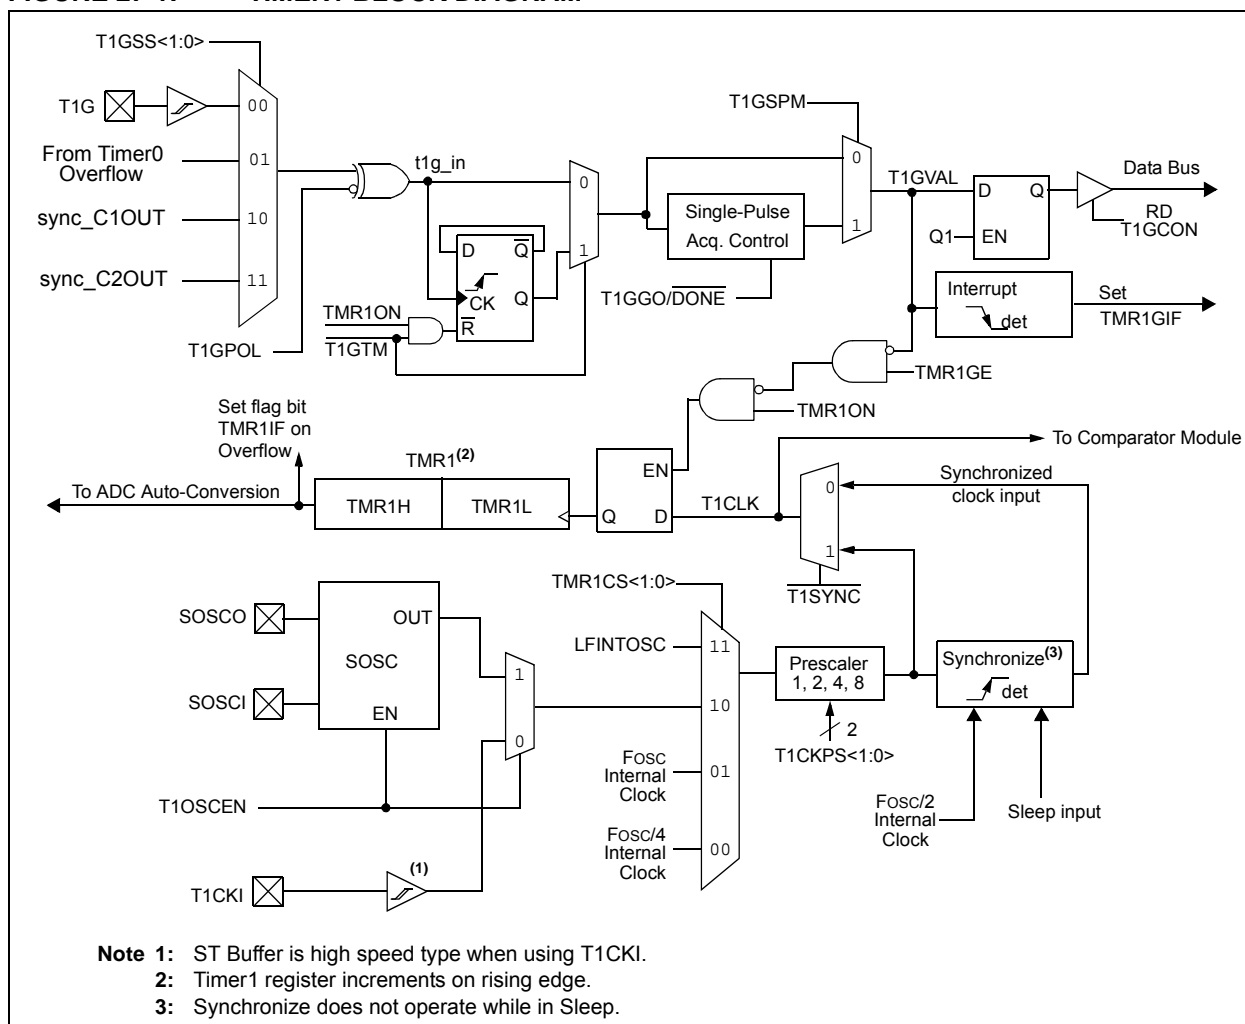 FIGURE 21-1: TIMER1 BLOCK DIAGRAM
T1GSS<1:0>
T1G
00
From Timer0
Overflow
01
sync_C1OUT
10
sync_C2OUT
11
T1GPOL
t1g_in
D
Q
CK
Q
R
TMR1ON
T1GTM
0
1
T1GSPM
Single-Pulse
Acq. Control
T1GGO/DONE
0
1
T1GVAL
D
Q
Q1
EN
Data Bus
RD
T1GCON
Interrupt
det
Set
TMR1GIF
TMR1GE
TMR1ON
Set flag bit
TMR1IF on
Overflow
TMR1(2)
To ADC Auto-Conversion
TMR1H
TMR1L
EN
Q
D
T1CLK
To Comparator Module
Synchronized
clock input
0
1
T1SYNC
TMR1CS<1:0>
SOSCO
OUT
SOSC
SOSCI
EN
1
0
T1OSCEN
(1)
T1CKI
LFINTOSC
11
10
FOSC
Internal
Clock
01
FOSC/4
Internal
Clock
00
Prescaler
1, 2, 4, 8
2
T1CKPS<1:0>
Synchronize(3)
det
FOSC/2
Internal
Clock
Sleep input
Note 1: ST Buffer is high speed type when using T1CKI.
2: Timer1 register increments on rising edge.
3: Synchronize does not operate while in Sleep.